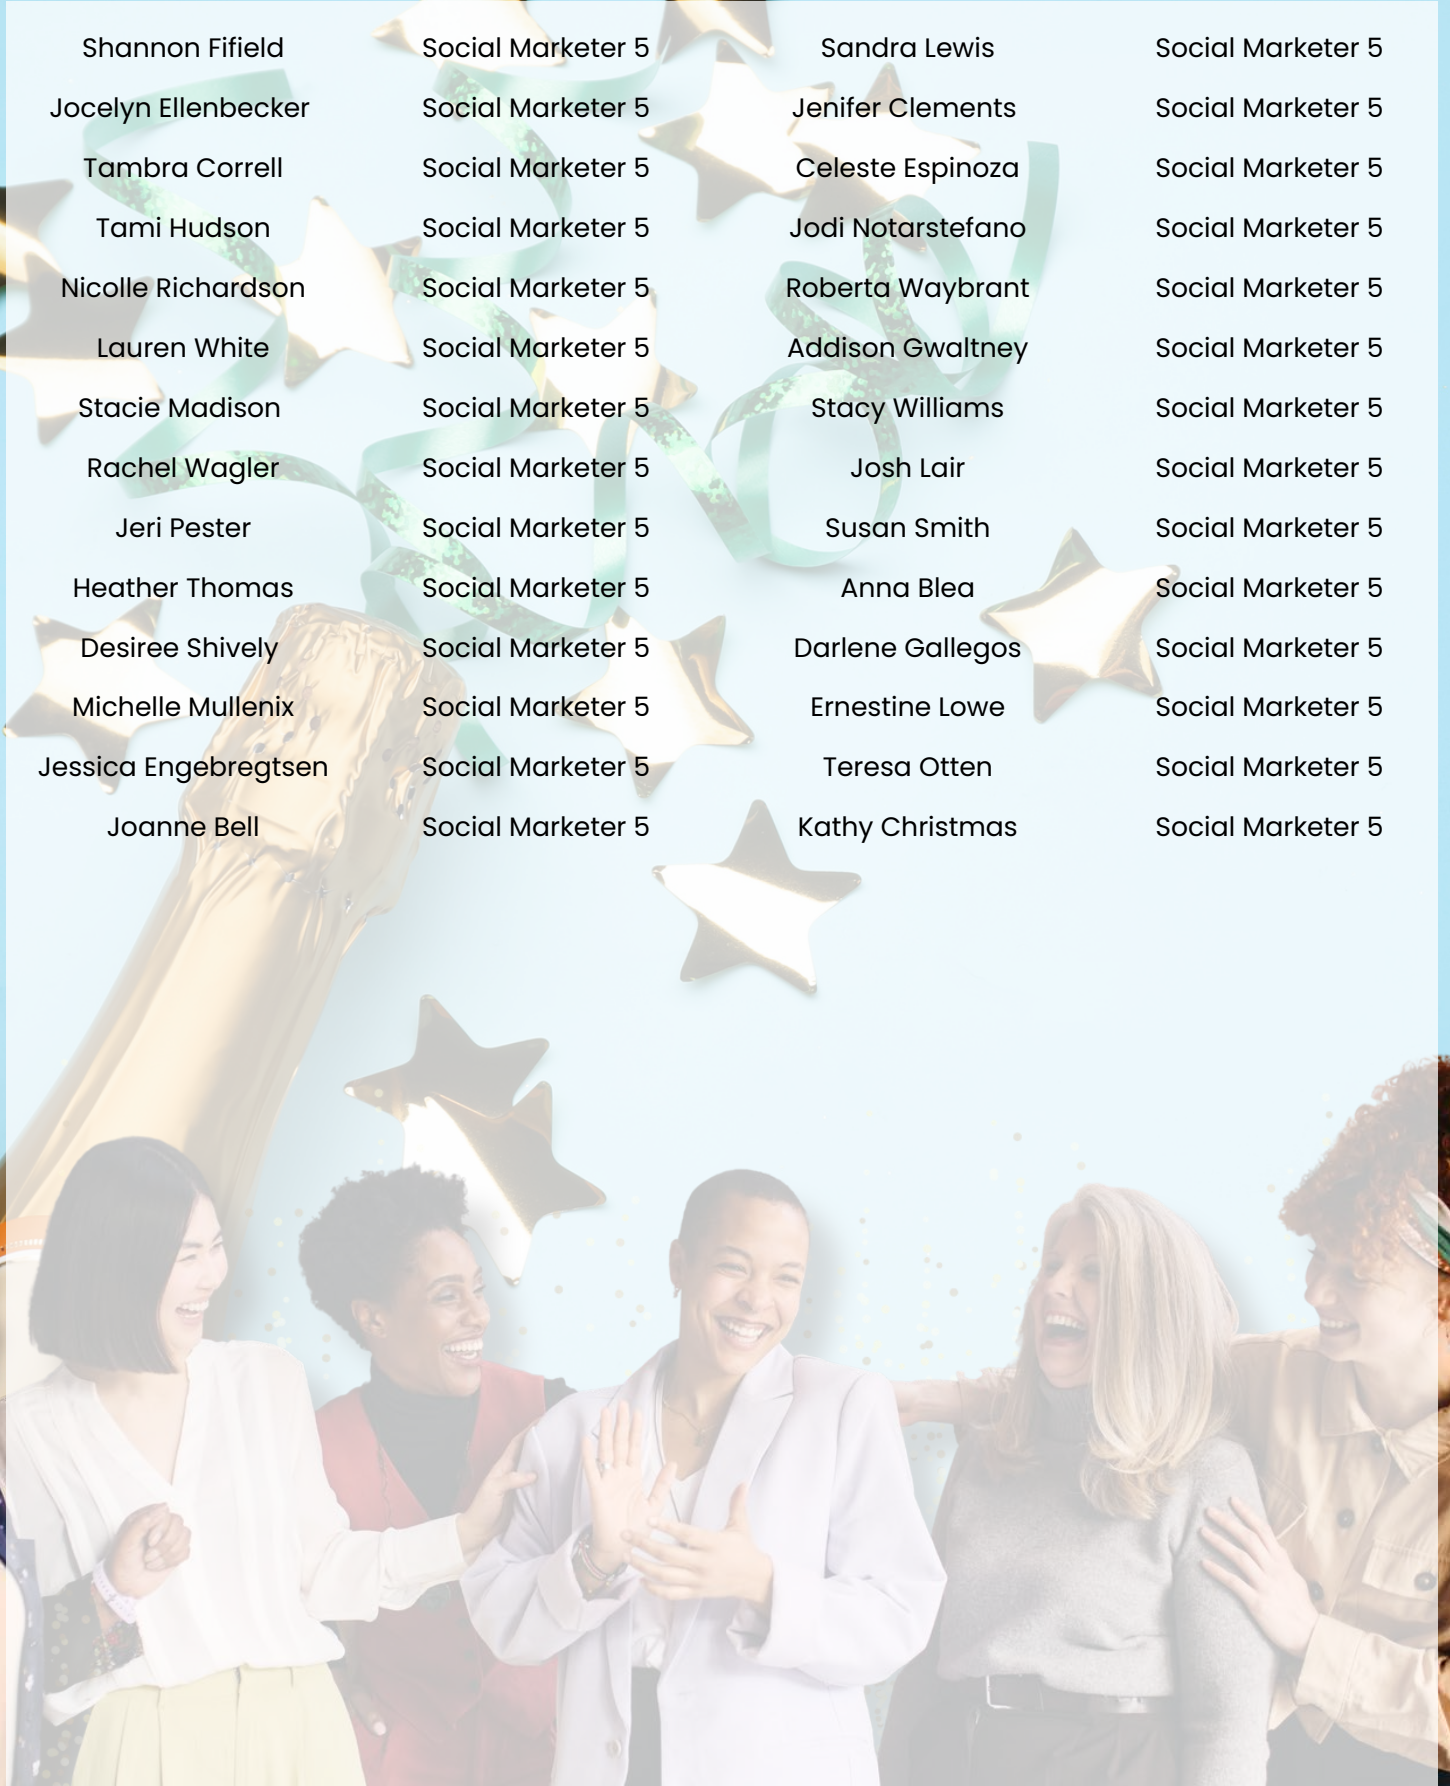 Shannon Fifield Social Marketer 5 Sandra Lewis Social Marketer 5
Jocelyn Ellenbecker Social Marketer 5 Jenifer Clements Social Marketer 5
Tambra Correll Social Marketer 5 Celeste Espinoza Social Marketer 5
Tami Hudson Social Marketer 5 Jodi Notarstefano Social Marketer 5
Nicolle Richardson Social Marketer 5 Roberta Waybrant Social Marketer 5
Lauren White Social Marketer 5 Addison Gwaltney Social Marketer 5
Stacie Madison Social Marketer 5 Stacy Williams Social Marketer 5
Rachel Wagler Social Marketer 5 Josh Lair Social Marketer 5
Jeri Pester Social Marketer 5 Susan Smith Social Marketer 5
Heather Thomas Social Marketer 5 Anna Blea Social Marketer 5
Desiree Shively Social Marketer 5 Darlene Gallegos Social Marketer 5
Michelle Mullenix Social Marketer 5 Ernestine Lowe Social Marketer 5
Jessica Engebregtsen Social Marketer 5 Teresa Otten Social Marketer 5
Joanne Bell Social Marketer 5 Kathy Christmas Social Marketer 5